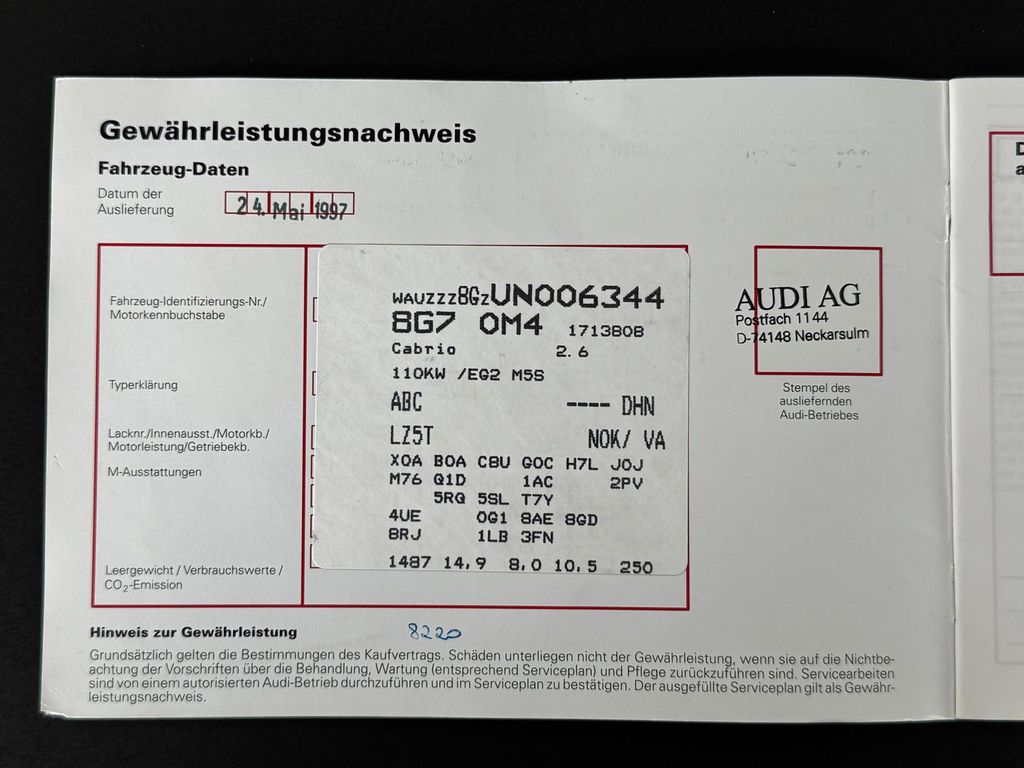 Gewährleistungsnachweis
Fahrzeug-Daten
Datum der
Auslieferung
24. Mai 1997
Fahrzeug-Identifizierungs-Nr./
Motorkennbuchstabe
Typerklärung
Lacknr./Innenausst./Motorkb./
Motorleistung/Getriebekb.
M-Ausstattungen
Leergewicht / Verbrauchswerte /
CO2-Emission
WAUZZZ8GZUN006344
8G7 0M4 1713808
Cabrio 2.6
110KW /EG2 M5S
ABC ---- DHN
LZ5T NOK/ VA
X0A B0A C8U G0C H7L J0J
M76 Q1D 1AC 2PV
5RQ 5SL T7Y
4UE 0G1 8AE 8GD
8RJ 1LB 3FN
1487 14,9 8,0 10,5 250
AUDI AG
Postfach 11 44
D-74148 Neckarsulm
Stempel des
ausliefernden
Audi-Betriebes
Hinweis zur Gewährleistung
8220
Grundsätzlich gelten die Bestimmungen des Kaufvertrags. Schäden unterliegen nicht der Gewährleistung, wenn sie auf die Nichtbe-
achtung der Vorschriften über die Behandlung, Wartung (entsprechend Serviceplan) und Pflege zurückzuführen sind. Servicearbeiten
sind von einem autorisierten Audi-Betrieb durchzuführen und im Serviceplan zu bestätigen. Der ausgefüllte Serviceplan gilt als Gewähr-
leistungsnachweis.